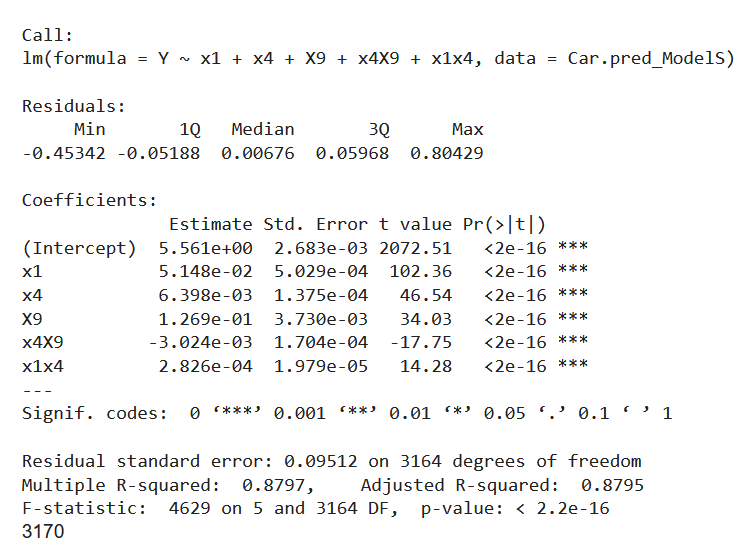 Call:
lm(formula = Y ~ x1 + x4 + X9 + x4X9 + x1x4, data = Car.pred_ModelS)
Residuals:
Min 1Q Median 3Q Max
-0.45342 -0.05188 0.00676 0.05968 0.80429
Coefficients:
Estimate Std. Error t value Pr(>|t|)
(Intercept) 5.561e+00 2.683e-03 2072.51 <2e-16 ***
x1 5.148e-02 5.029e-04 102.36 <2e-16 ***
x4 6.398e-03 1.375e-04 46.54 <2e-16 ***
X9 1.269e-01 3.730e-03 34.03 <2e-16 ***
x4X9 -3.024e-03 1.704e-04 -17.75 <2e-16 ***
x1x4 2.826e-04 1.979e-05 14.28 <2e-16 ***
---
Signif. codes: 0 ‘***’ 0.001 ‘**’ 0.01 ‘*’ 0.05 ‘.’ 0.1 ‘ ’ 1
Residual standard error: 0.09512 on 3164 degrees of freedom
Multiple R-squared: 0.8797, Adjusted R-squared: 0.8795
F-statistic: 4629 on 5 and 3164 DF, p-value: < 2.2e-16
3170